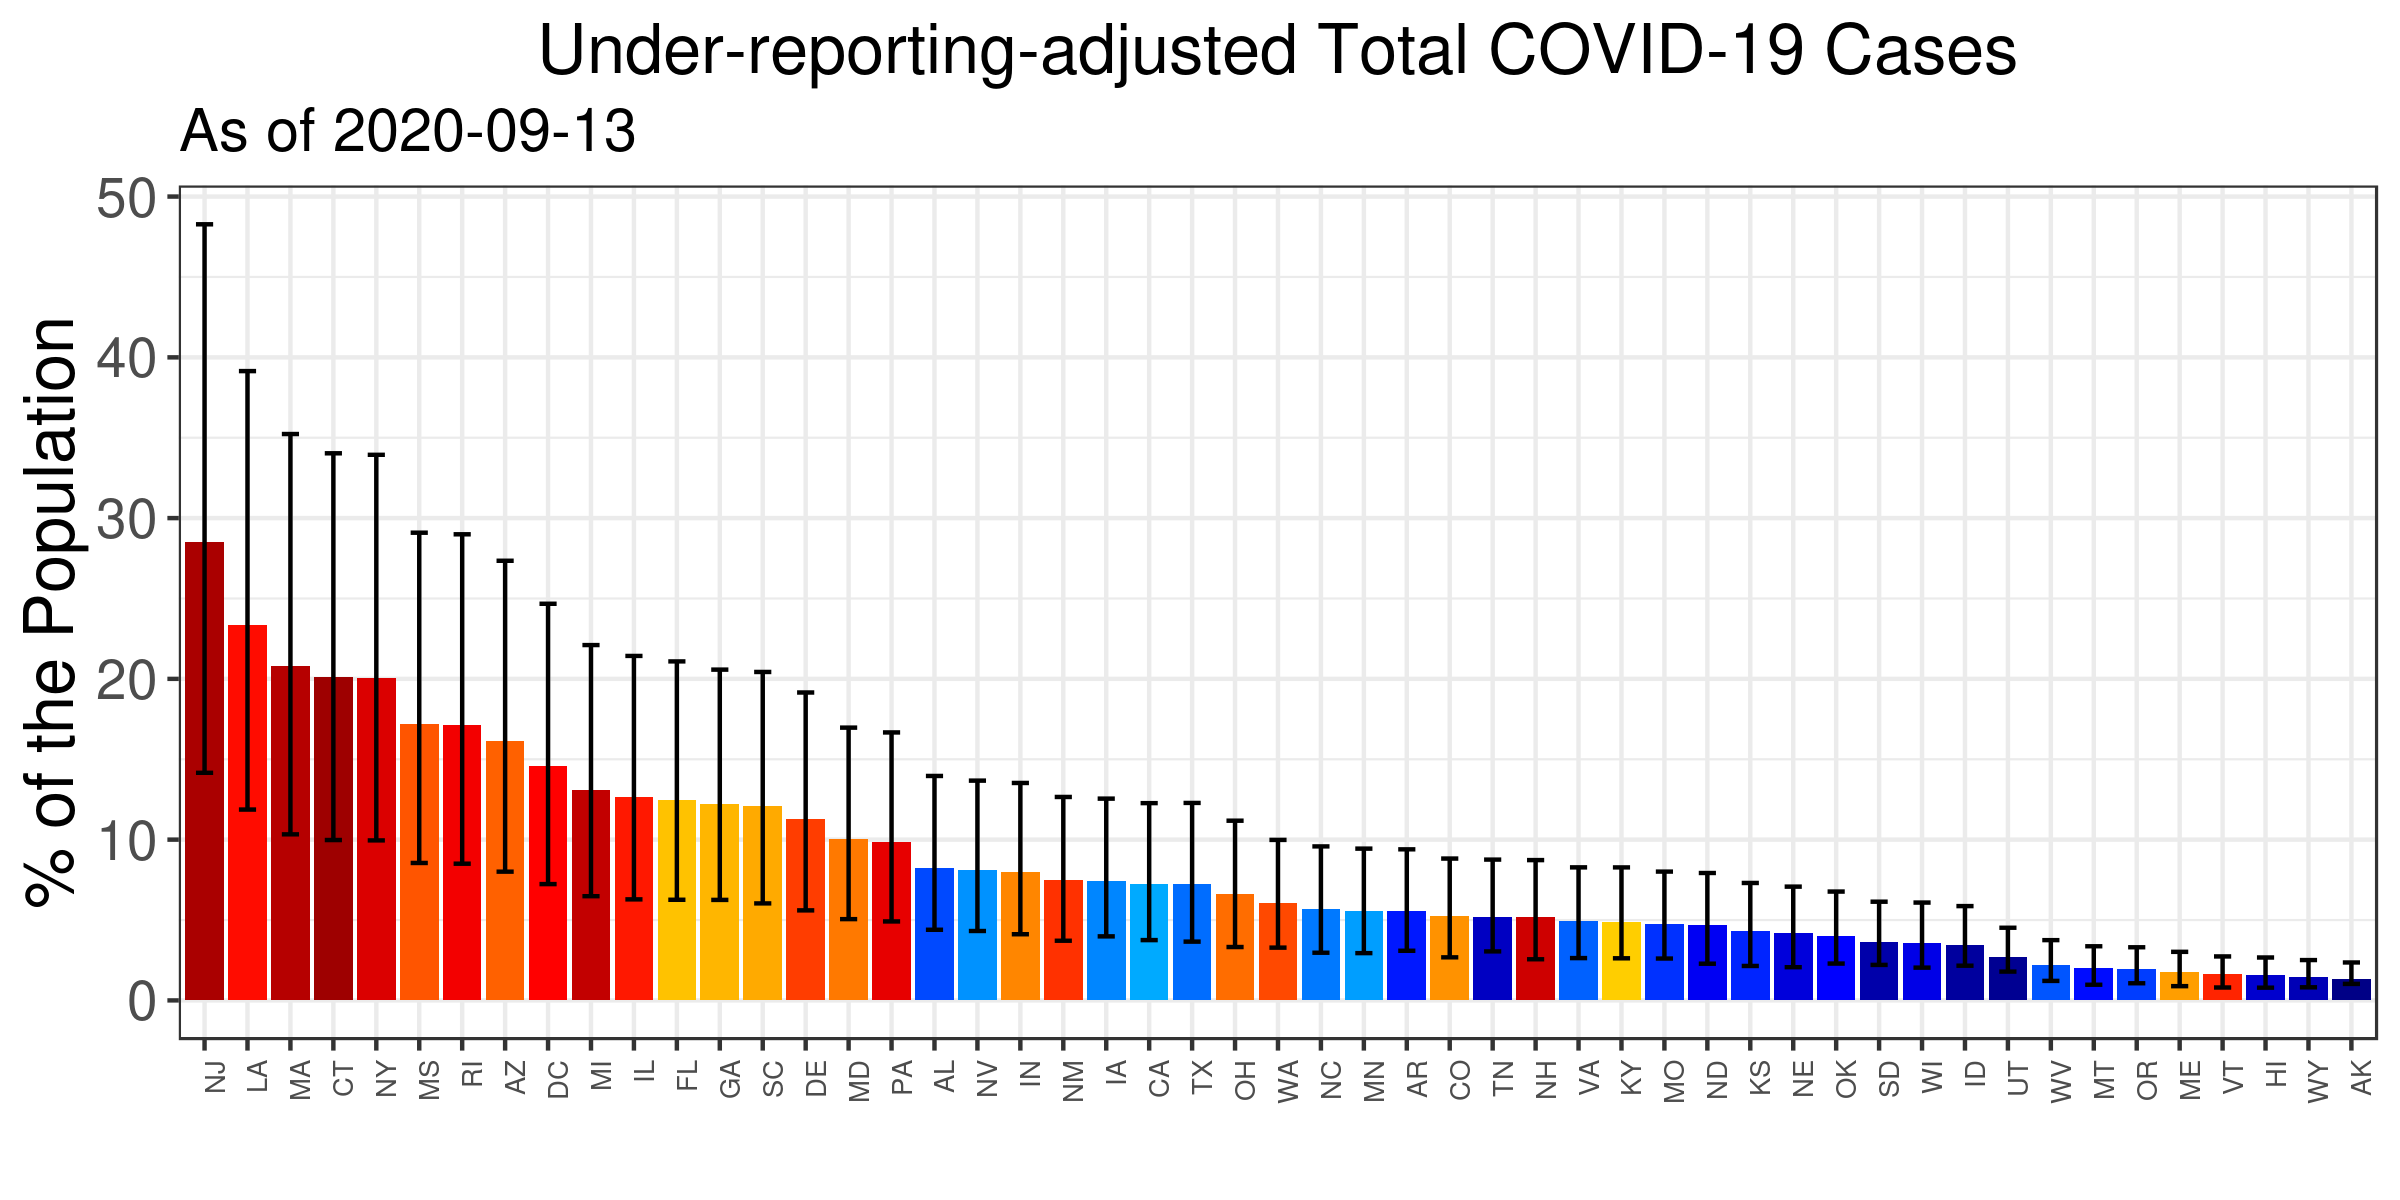 Under-reporting-adjusted Total COVID-19 Cases
As of 2020-09-13
% of the Population
50
40
30
20
10
0
NJ LA MA CT NY MS RI AZ DC MI IL FL GA SC DE MD PA AL NV IN NM IA CA TX OH WA NC MN AR CO TN NH VA KY MO ND KS NE OK SD WI ID UT WV MT OR ME VT HI WY AK